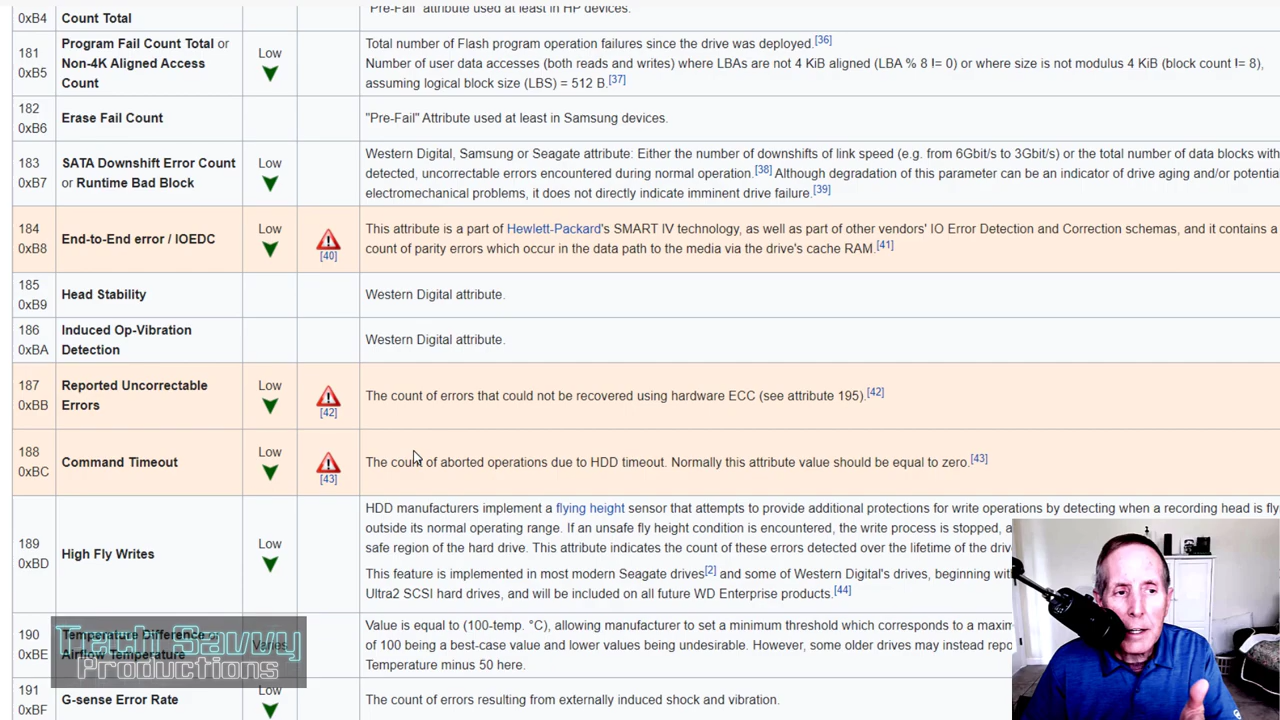 0xB4 Count Total "Pre-Fail" attribute used at least in HP devices.
181 Program Fail Count Total or Low Total number of Flash program operation failures since the drive was deployed.[36]
0xB5 Non-4K Aligned Access Number of user data accesses (both reads and writes) where LBAs are not 4 KiB aligned (LBA % 8 != 0) or where size is not modulus 4 KiB (block count != 8),
Count assuming logical block size (LBS) = 512 B.[37]
182 Erase Fail Count "Pre-Fail" Attribute used at least in Samsung devices.
0xB6
183 SATA Downshift Error Count Low Western Digital, Samsung or Seagate attribute: Either the number of downshifts of link speed (e.g. from 6Gbit/s to 3Gbit/s) or the total number of data blocks with
0xB7 or Runtime Bad Block detected, uncorrectable errors encountered during normal operation.[38] Although degradation of this parameter can be an indicator of drive aging and/or potential
electromechanical problems, it does not directly indicate imminent drive failure.[39]
184 End-to-End error / IOEDC Low [40] This attribute is a part of Hewlett-Packard's SMART IV technology, as well as part of other vendors' IO Error Detection and Correction schemas, and it contains a
0xB8 count of parity errors which occur in the data path to the media via the drive's cache RAM.[41]
185 Head Stability Western Digital attribute.
0xB9
186 Induced Op-Vibration Western Digital attribute.
0xBA Detection
187 Reported Uncorrectable Low [42] The count of errors that could not be recovered using hardware ECC (see attribute 195).[42]
0xBB Errors
188 Command Timeout Low [43] The count of aborted operations due to HDD timeout. Normally this attribute value should be equal to zero.[43]
0xBC
189 High Fly Writes Low HDD manufacturers implement a flying height sensor that attempts to provide additional protections for write operations by detecting when a recording head is
0xBD outside its normal operating range. If an unsafe fly height condition is encountered, the write process is stopped,
safe region of the hard drive. This attribute indicates the count of these errors detected over the lifetime of the
This feature is implemented in most modern Seagate drives[2] and some of Western Digital's drives, beginning
Ultra2 SCSI hard drives, and will be included on all future WD Enterprise products.[44]
190 Temperature Difference Varies Value is equal to (100-temp. °C), allowing manufacturer to set a minimum threshold which corresponds to a
0xBE Airflow Temperature of 100 being a best-case value and lower values being undesirable. However, some older drives may instead
Temperature minus 50 here.
Tech Savvy
Productions
191 G-sense Error Rate Low The count of errors resulting from externally induced shock and vibration.
0xBF